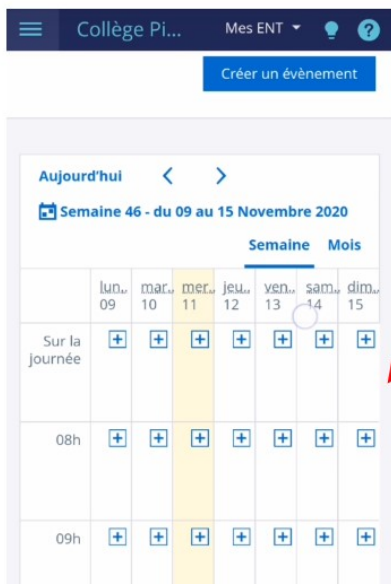 Collège Pi... Mes ENT
Créer un évènement
Aujourd'hui
Semaine 46 - du 09 au 15 Novembre 2020
Semaine Mois
lun.. mar.. mer.. jeu.. ven.. sam.. dim..
09 10 11 12 13 14 15
Sur la
journée
08h
09h